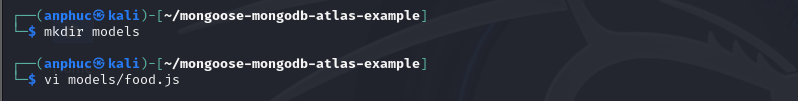 ┌──(anphuc㉿kali)-[~/mongoose-mongodb-atlas-example]
└─$ mkdir models
┌──(anphuc㉿kali)-[~/mongoose-mongodb-atlas-example]
└─$ vi models/food.js